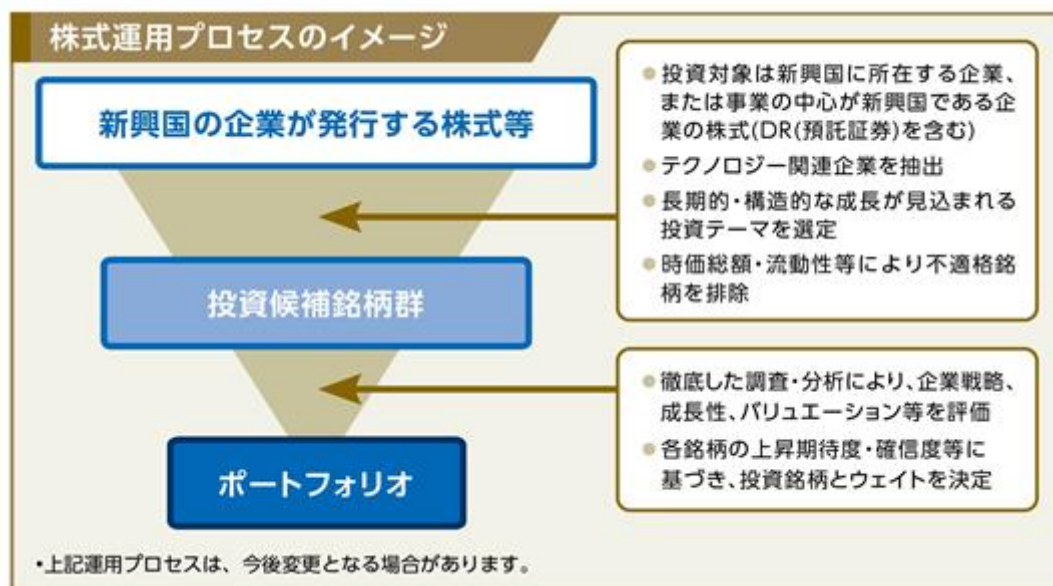 株式運用プロセスのイメージ
新興国の企業が発行する株式等
●投資対象は新興国に所在する企業、
または事業の中心が新興国である企
業の株式(DR(預託証券)を含む)
●テクノロジー関連企業を抽出
●長期的・構造的な成長が見込まれる
投資テーマを選定
●時価総額・流動性等により不適格銘
柄を排除
投資候補銘柄群
●徹底した調査・分析により、企業戦略、
成長性、バリュエーション等を評価
●各銘柄の上昇期待度・確信度等に
基づき、投資銘柄とウェイトを決定
ポートフォリオ
・上記運用プロセスは、今後変更となる場合があります。